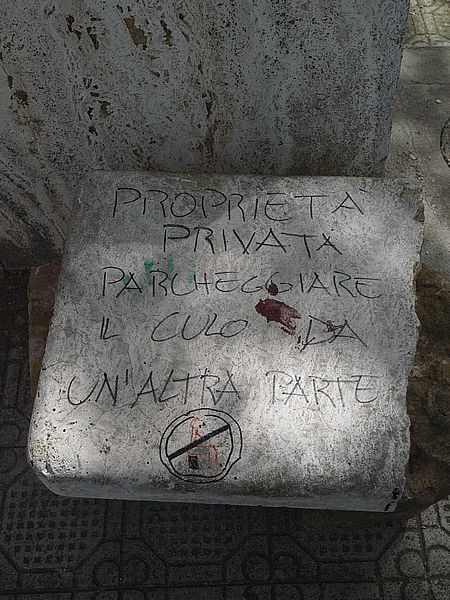 PROPRIETÀ
PRIVATA
PARCHEGGIARE
IL CULO DA
UN'ALTRA PARTE